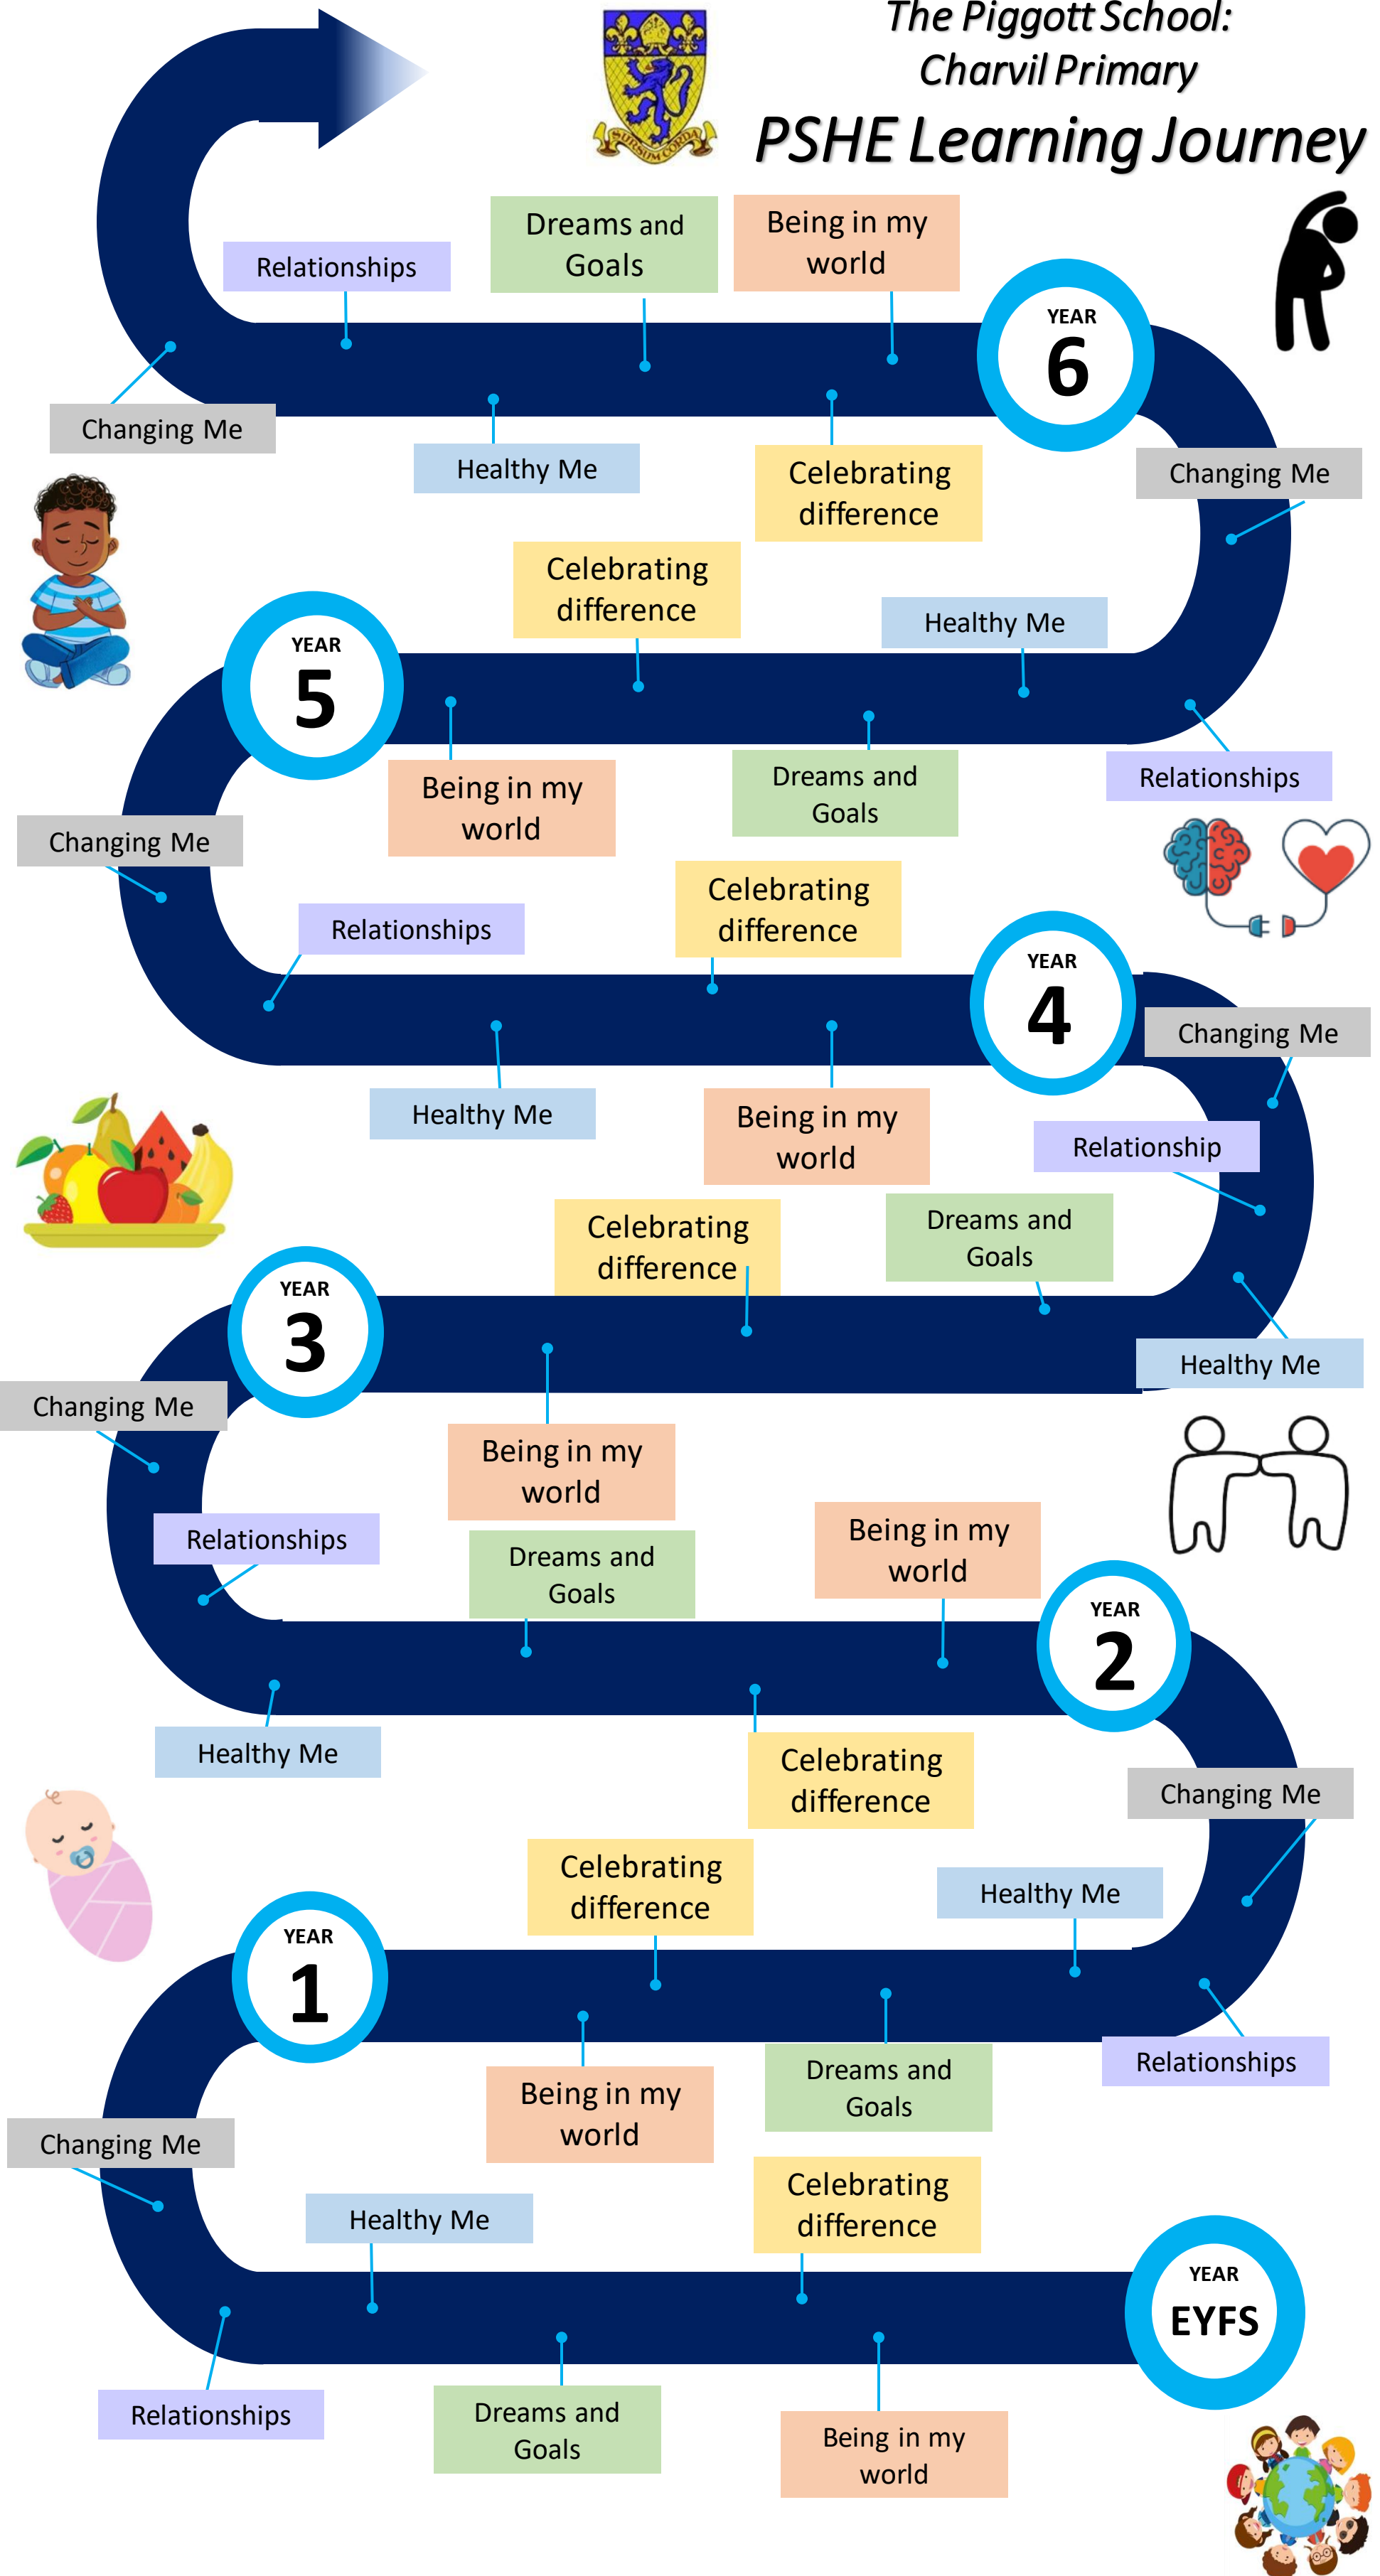 The Piggott School:
Charvil Primary
PSHE Learning Journey
SURSUM CORDA
Dreams and
Goals
Being in my
world
Relationships
YEAR
6
Changing Me
Healthy Me
Celebrating
difference
Changing Me
Celebrating
difference
Healthy Me
YEAR
5
Being in my
world
Dreams and
Goals
Relationships
Changing Me
Relationships
Celebrating
difference
YEAR
4
Changing Me
Healthy Me
Being in my
world
Relationship
Celebrating
difference
Dreams and
Goals
YEAR
3
Healthy Me
Changing Me
Being in my
world
Relationships
Dreams and
Goals
Being in my
world
YEAR
2
Healthy Me
Celebrating
difference
Changing Me
Celebrating
difference
Healthy Me
YEAR
1
Being in my
world
Dreams and
Goals
Relationships
Changing Me
Healthy Me
Celebrating
difference
YEAR
EYFS
Relationships
Dreams and
Goals
Being in my
world